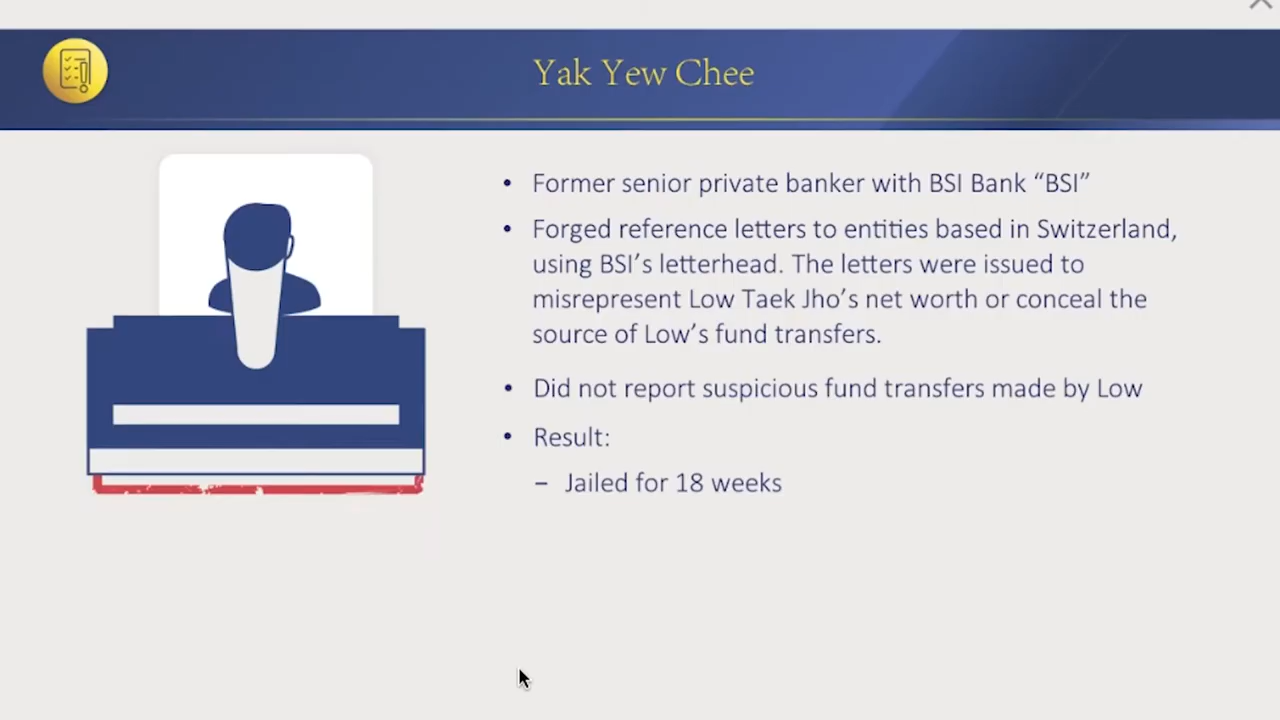 Yak Yew Chee
• Former senior private banker with BSI Bank “BSI”
• Forged reference letters to entities based in Switzerland,
using BSI’s letterhead. The letters were issued to
misrepresent Low Taek Jho’s net worth or conceal the
source of Low’s fund transfers.
• Did not report suspicious fund transfers made by Low
• Result:
– Jailed for 18 weeks